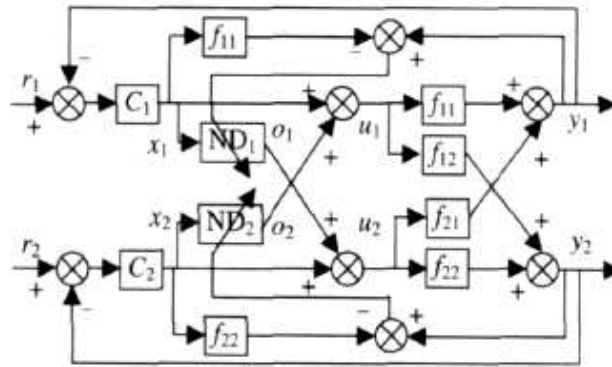 f11
−
−
+
r1
+
C1
+
+
f11
+
y1
x1
ND1
o1
u1
+
f12
+
x2
ND2
o2
+
u2
f21
+
y2
r2
+
C2
+
f22
+
−
f22
−
+
+